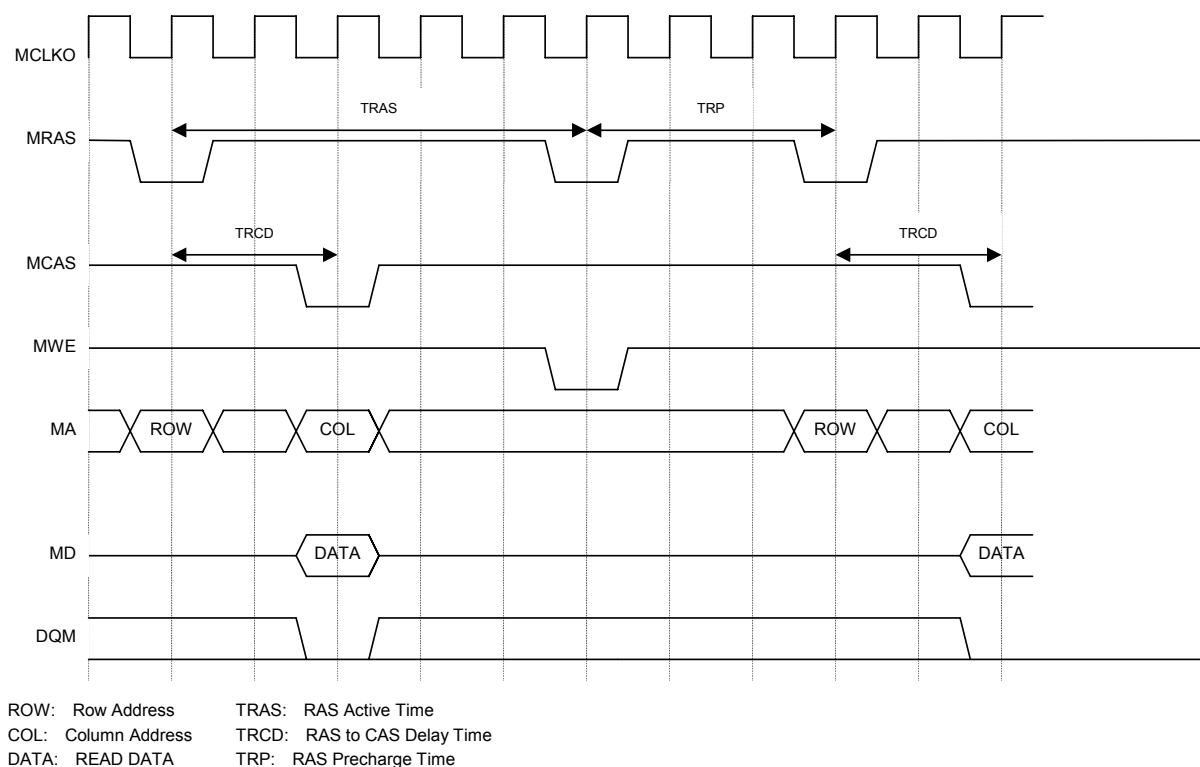 MCLKO
TRAS TRP
MRAS
TRCD TRCD
MCAS
MWE
MA ROW COL ROW COL
MD DATA DATA
DQM
ROW: Row Address TRAS: RAS Active Time
COL: Column Address TRCD: RAS to CAS Delay Time
DATA: READ DATA TRP: RAS Precharge Time